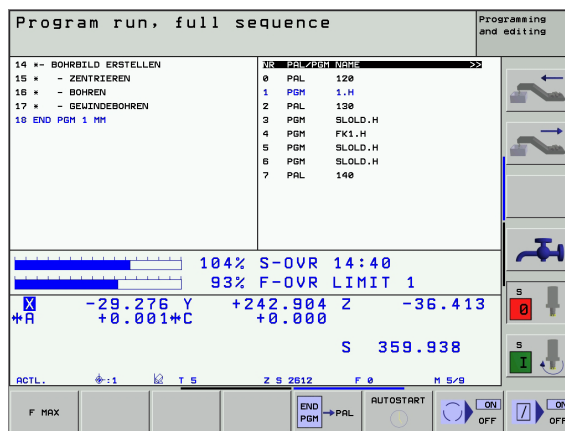 Program run, full sequence
Programming
and editing
14 *- BOHRBILD ERSTELLEN
15 * - ZENTRIEREN
16 * - BOHREN
17 * - GEWINDEBOHREN
18 END PGM 1 MM
NR PAL/PGM NAME >>
0 PAL 120
1 PGM 1.H
2 PAL 130
3 PGM SLOLD.H
4 PGM FK1.H
5 PGM SLOLD.H
6 PGM SLOLD.H
7 PAL 140
104% S-OVR 14:40
93% F-OVR LIMIT 1
X -29.276 Y +242.904 Z -36.413
A +0.001 C +0.000
S 359.938
ACTL. :1 T 5 Z S 2612 F 0 M 5/9
S
0
S
I
F MAX
END
PGM → PAL
AUTOSTART
ON
OFF
ON
OFF